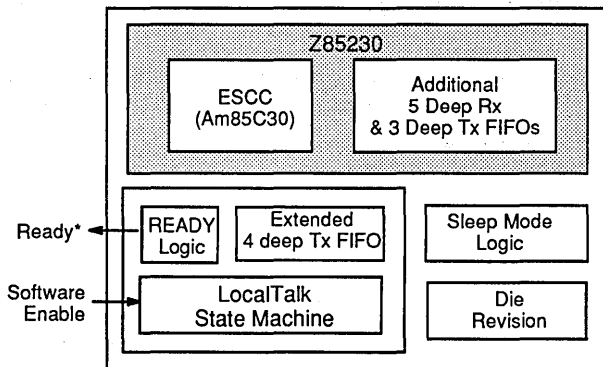 Z85230
ESCC
(Am85C30)
Additional
5 Deep Rx
& 3 Deep Tx FIFOs
Ready*
READY
Logic
Extended
4 deep Tx FIFO
Sleep Mode
Logic
Software
Enable
LocalTalk
State Machine
Die
Revision